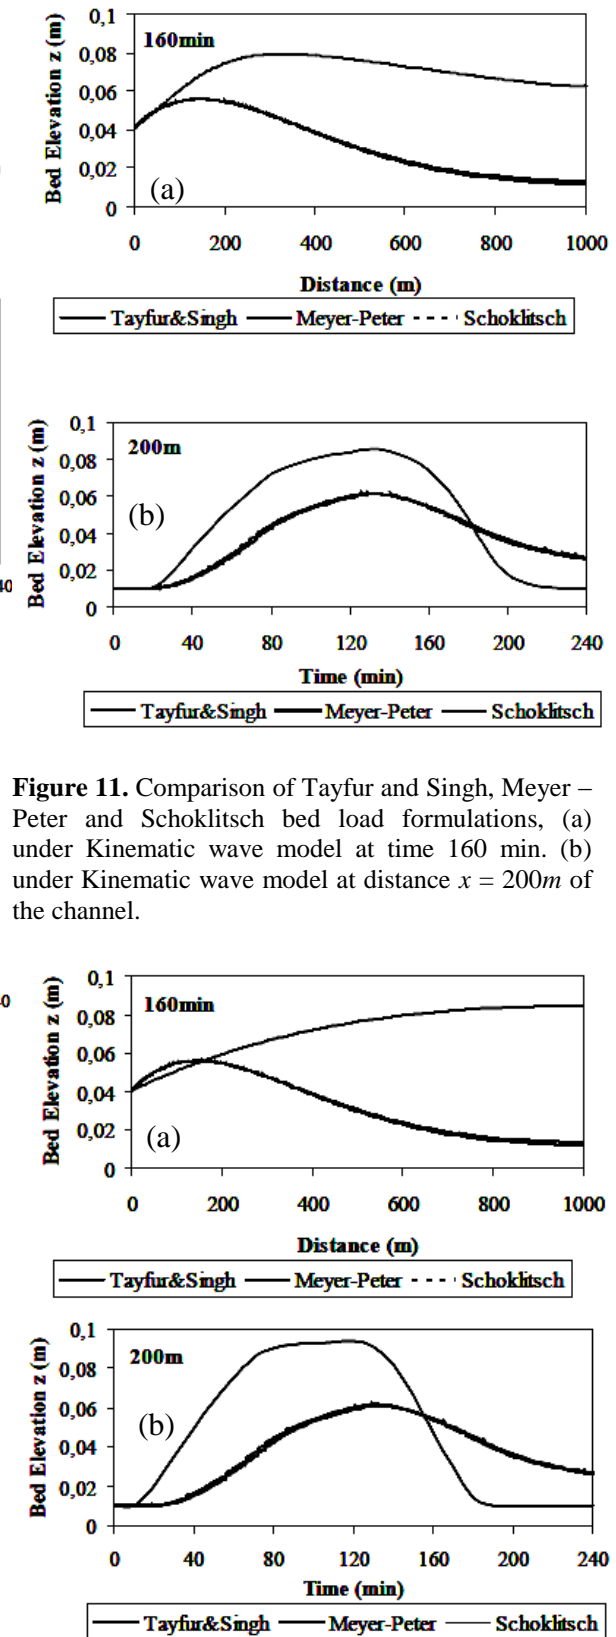 0,1
160min
0,08
0,06
0,04
0,02
0
Bed Elevation z (m)
(a)
0 200 400 600 800 1000
Distance (m)
Tayfur&Singh Meyer-Peter Schoklitsch
0,1
200m
0,08
0,06
0,04
0,02
0
Bed Elevation z (m)
(b)
40
0 40 80 120 160 200 240
Time (min)
Tayfur&Singh Meyer-Peter Schoklitsch
Figure 11. Comparison of Tayfur and Singh, Meyer –
Peter and Schoklitsch bed load formulations, (a)
under Kinematic wave model at time 160 min. (b)
under Kinematic wave model at distance x = 200m of
the channel.
0,1
160min
0,08
0,06
0,04
0,02
0
Bed Elevation z (m)
(a)
0 200 400 600 800 1000
Distance (m)
Tayfur&Singh Meyer-Peter Schoklitsch
0,1
200m
0,08
0,06
0,04
0,02
0
Bed Elevation z (m)
(b)
0 40 80 120 160 200 240
Time (min)
Tayfur&Singh Meyer-Peter Schoklitsch